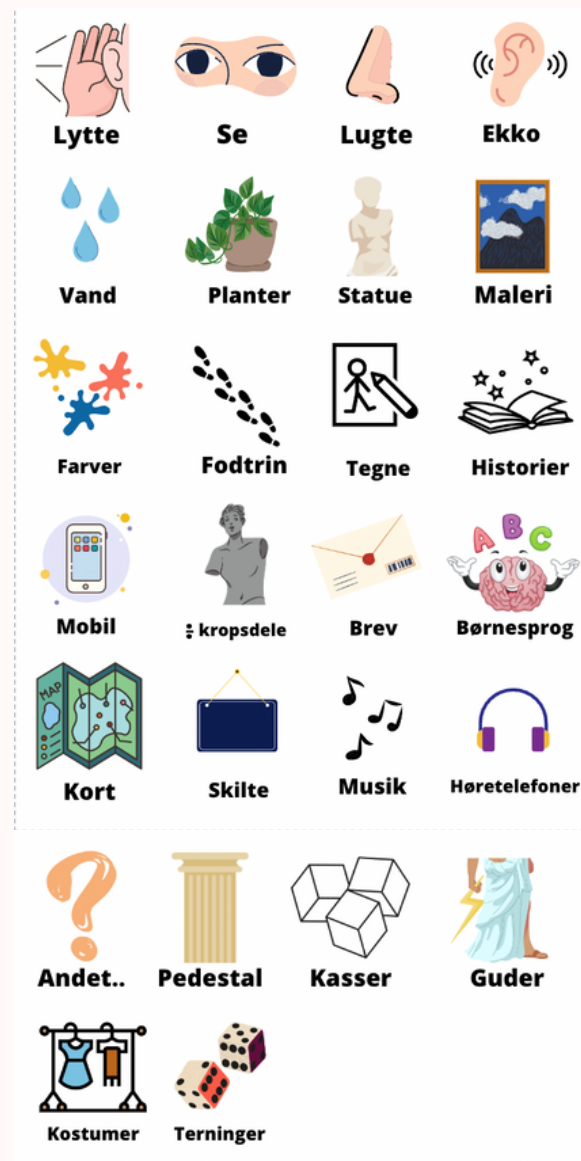 Lytte Se Lugte Ekko
Vand Planter Statue Maleri
Farver Fodtrin Tegne Historier
Mobil ÷ kropsdele Brev A B C Børnesprog
MAP
Kort Skilte Musik Høretelefoner
Andet.. Pedestal Kasser Guder
Kostumer Terninger